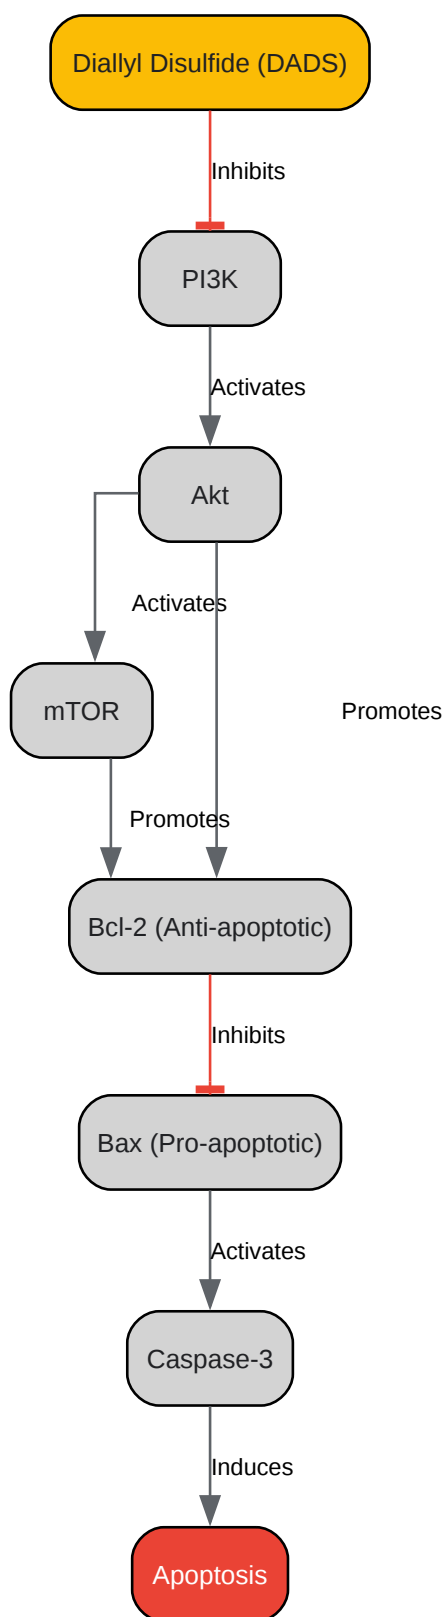 Diallyl Disulfide (DADS)
Inhibits
PI3K
Activates
Akt
Activates
mTOR
Promotes
Promotes
Bcl-2 (Anti-apoptotic)
Inhibits
Bax (Pro-apoptotic)
Activates
Caspase-3
Induces
Apoptosis